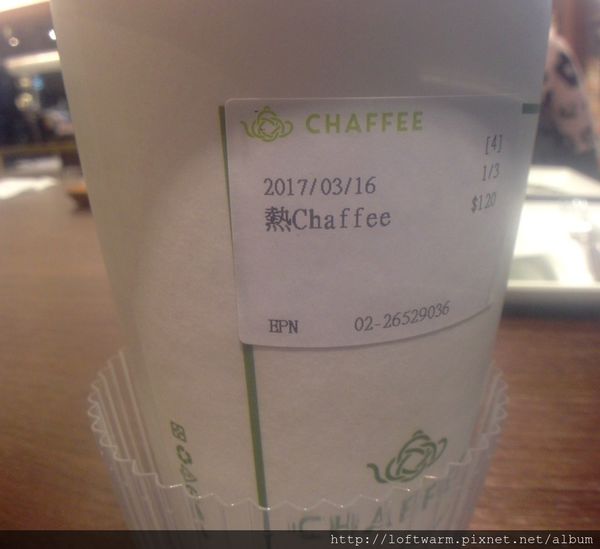 CHAFFEE
[4]
2017/03/16
1/3
熱Chaffee
$120
EPN
02-26529036
CHAFFE
http://loftwarm.pixnet.net/album